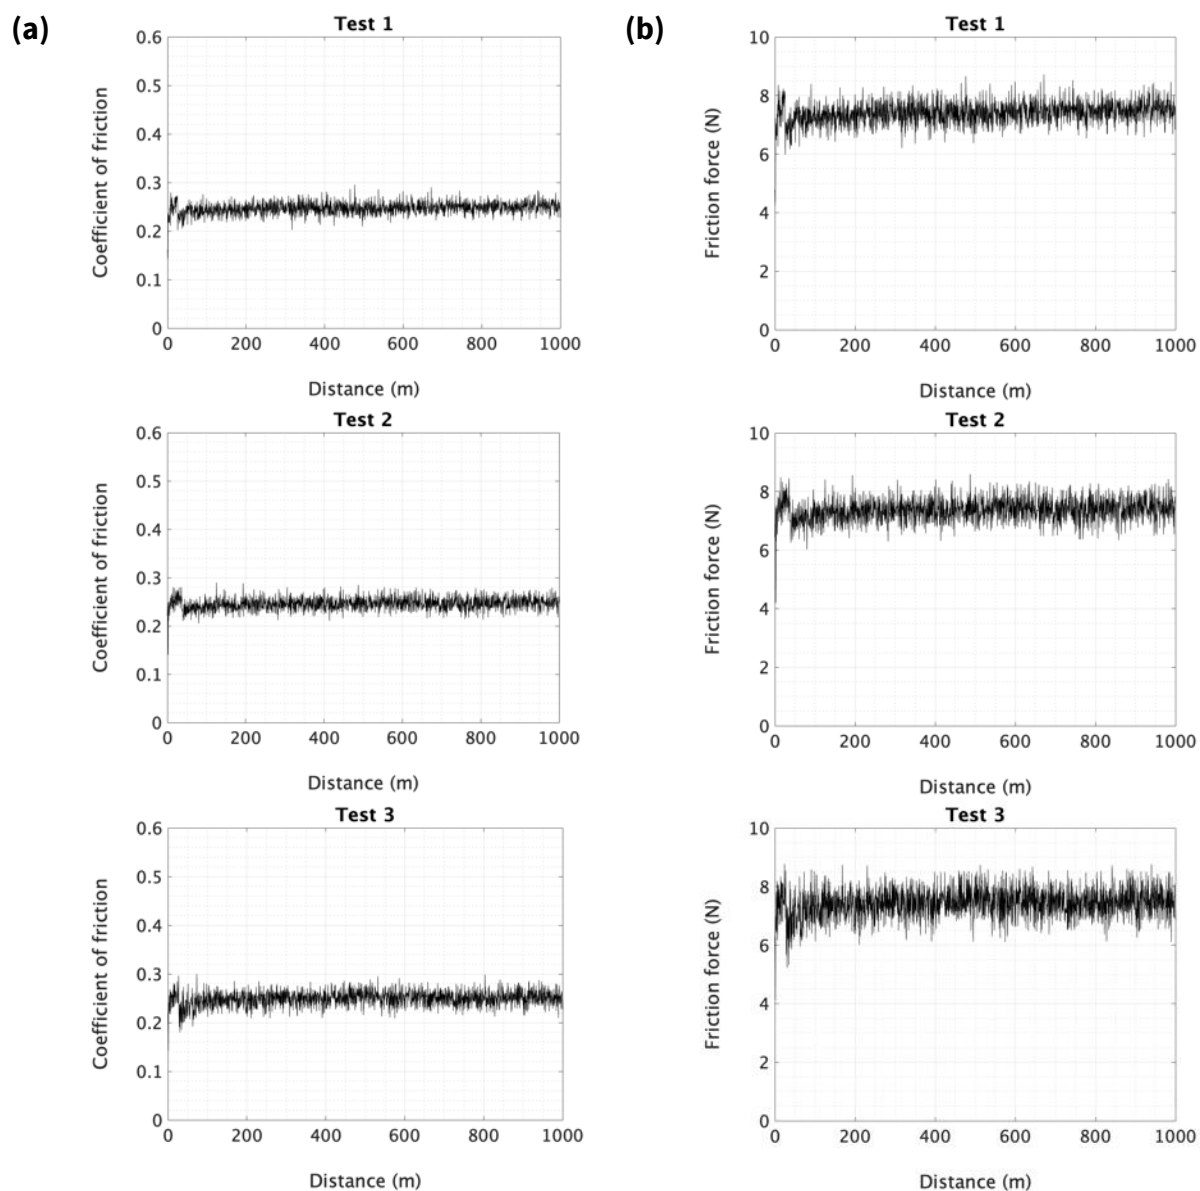 (a)
Test 1
Coefficient of friction
0.6
0.5
0.4
0.3
0.2
0.1
0
0 200 400 600 800 1000
Distance (m)
Test 2
Coefficient of friction
0.6
0.5
0.4
0.3
0.2
0.1
0
0 200 400 600 800 1000
Distance (m)
Test 3
Coefficient of friction
0.6
0.5
0.4
0.3
0.2
0.1
0
0 200 400 600 800 1000
Distance (m)
(b)
Test 1
Friction force (N)
10
8
6
4
2
0
0 200 400 600 800 1000
Distance (m)
Test 2
Friction force (N)
10
8
6
4
2
0
0 200 400 600 800 1000
Distance (m)
Test 3
Friction force (N)
10
8
6
4
2
0
0 200 400 600 800 1000
Distance (m)